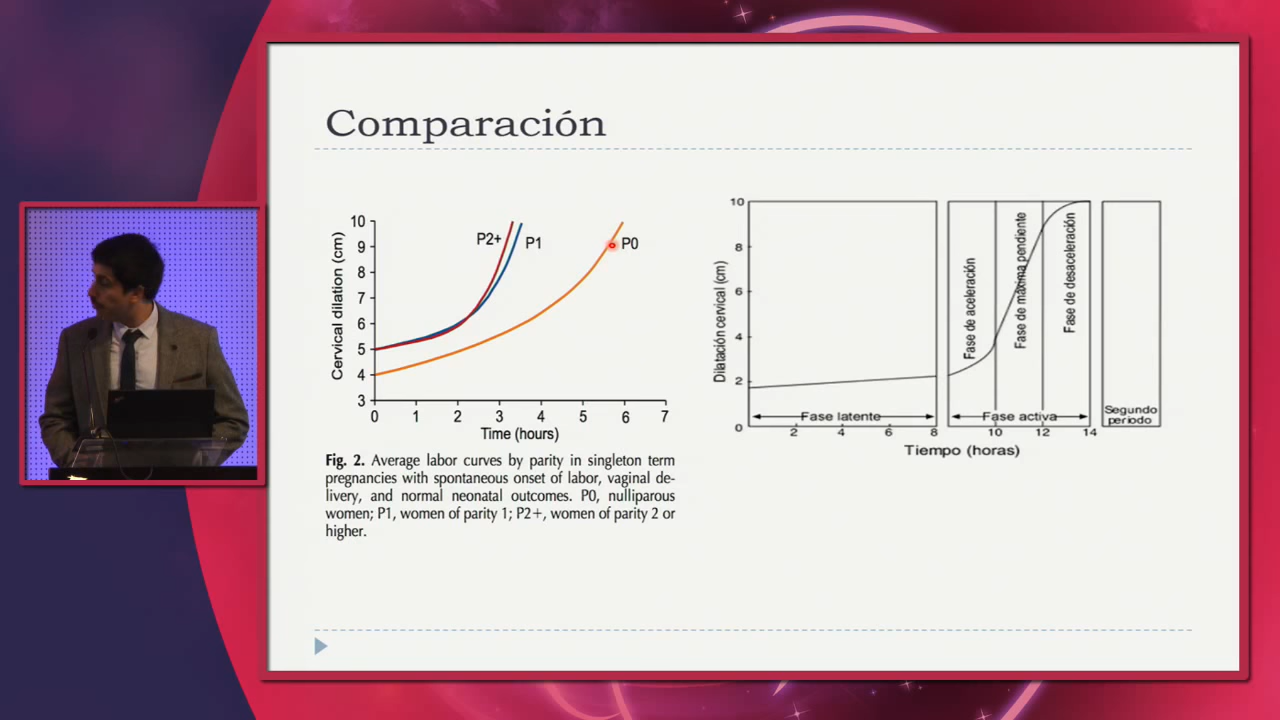 Comparación
10
9
8
7
6
5
4
3
Cervical dilation (cm)
P2+
P1
P0
0 1 2 3 4 5 6 7
Time (hours)
Fig. 2. Average labor curves by parity in singleton term
pregnancies with spontaneous onset of labor, vaginal de-
livery, and normal neonatal outcomes. P0, nulliparous
women; P1, women of parity 1; P2+, women of parity 2 or
higher.
10
8
6
4
2
0
Dilatación cervical (cm)
Fase de aceleración
Fase de máxima pendiente
Fase de desaceleración
Fase latente
Fase activa
Segundo
periodo
2 4 6 8 10 12 14
Tiempo (horas)